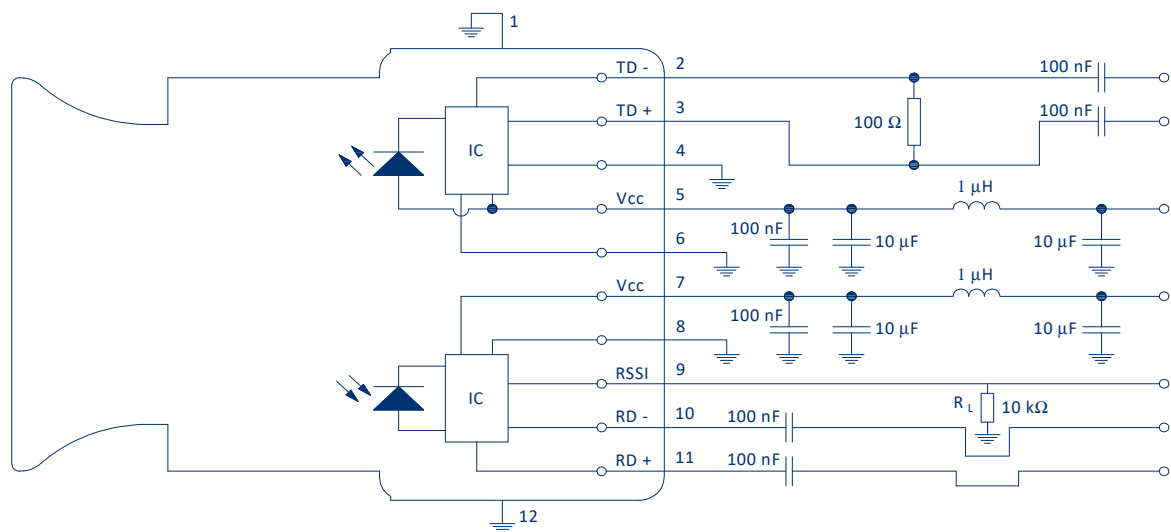 1
TD - 2
100 nF
TD + 3
100 nF
100 Ω
IC
4
1 μH
Vcc 5
100 nF
10 μF
10 μF
6
1 μH
Vcc 7
100 nF
10 μF
10 μF
8
RSSI 9
IC
R L 10 kΩ
RD - 10 100 nF
RD + 11 100 nF
12